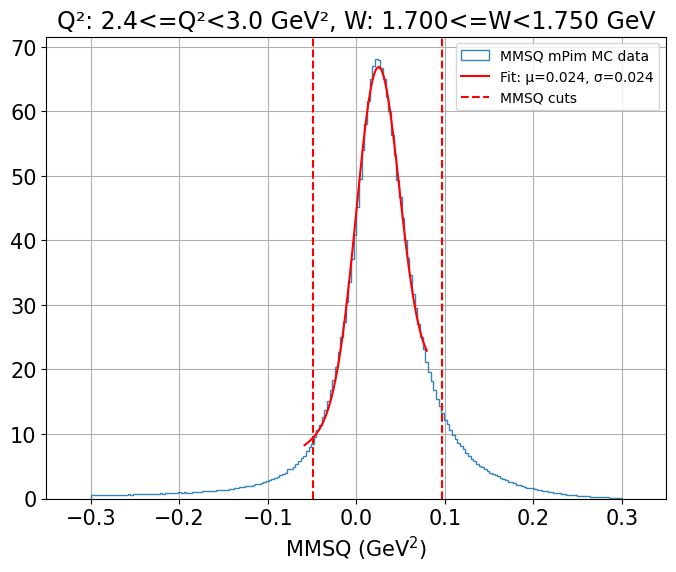 Q²: 2.4<=Q²<3.0 GeV², W: 1.700<=W<1.750 GeV
MMSQ mPim MC data
Fit: μ=0.024, σ=0.024
MMSQ cuts
70
60
50
40
30
20
10
0
−0.3 −0.2 −0.1 0.0 0.1 0.2 0.3
MMSQ (GeV²)